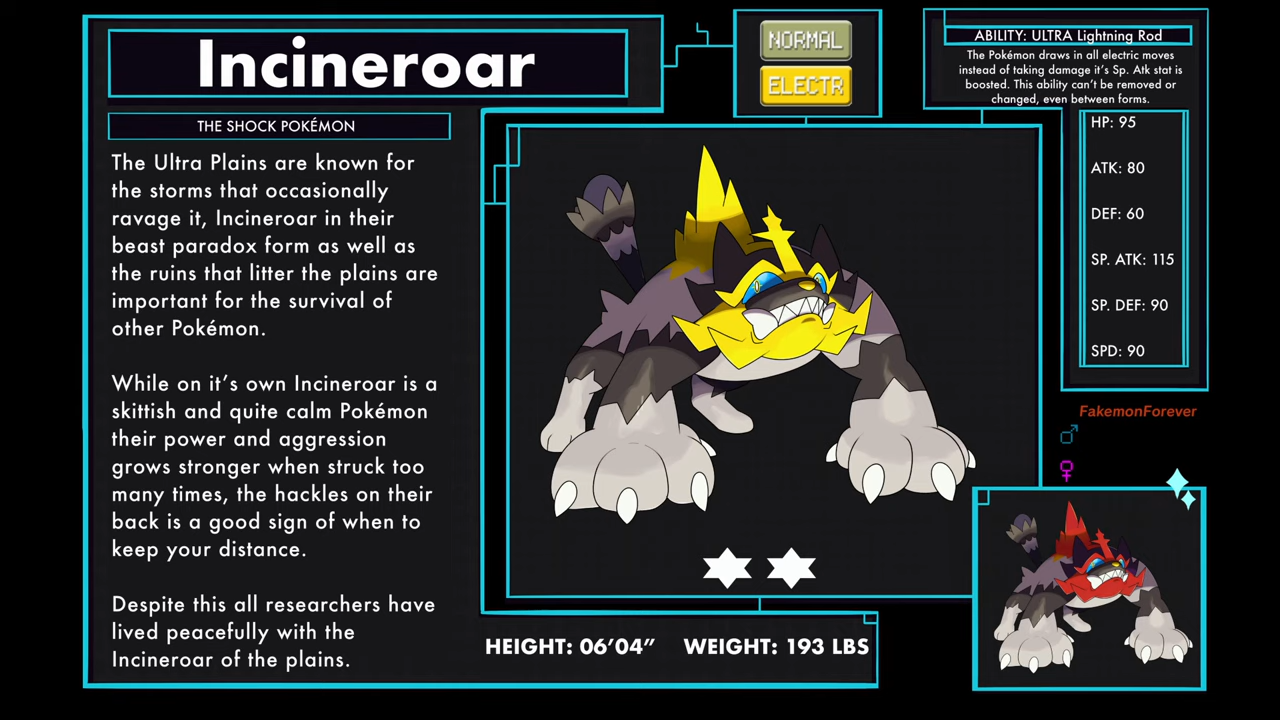 Incineroar
THE SHOCK POKÉMON
The Ultra Plains are known for
the storms that occasionally
ravage it, Incineroar in their
beast paradox form as well as
the ruins that litter the plains are
important for the survival of
other Pokémon.
While on it's own Incineroar is a
skittish and quite calm Pokémon
their power and aggression
grows stronger when struck too
many times, the hackles on their
back is a good sign of when to
keep your distance.
Despite this all researchers have
lived peacefully with the
Incineroar of the plains.
NORMAL
ELECTR
ABILITY: ULTRA Lightning Rod
The Pokémon draws in all electric moves
instead of taking damage it's Sp. Atk stat is
boosted. This ability can't be removed or
changed, even between forms.
HP: 95
ATK: 80
DEF: 60
SP. ATK: 115
SP. DEF: 90
SPD: 90
FakemonForever
♂
♀
HEIGHT: 06'04” WEIGHT: 193 LBS